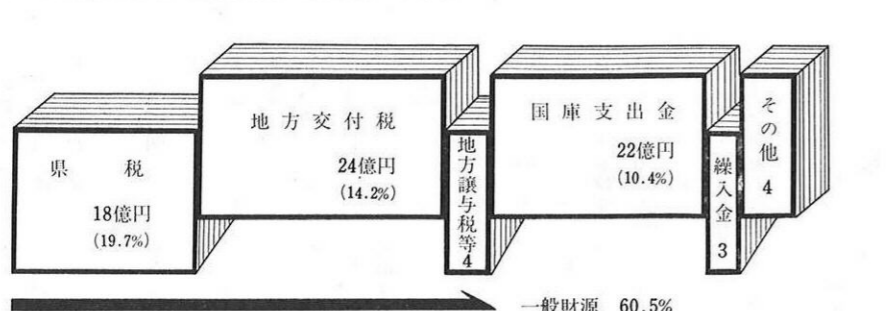 県税
18億円
(19.7%)
地方交付税
24億円
(14.2%)
地方譲与税等4
国庫支出金
22億円
(10.4%)
繰入金3
その他4
一般財源 60.5%